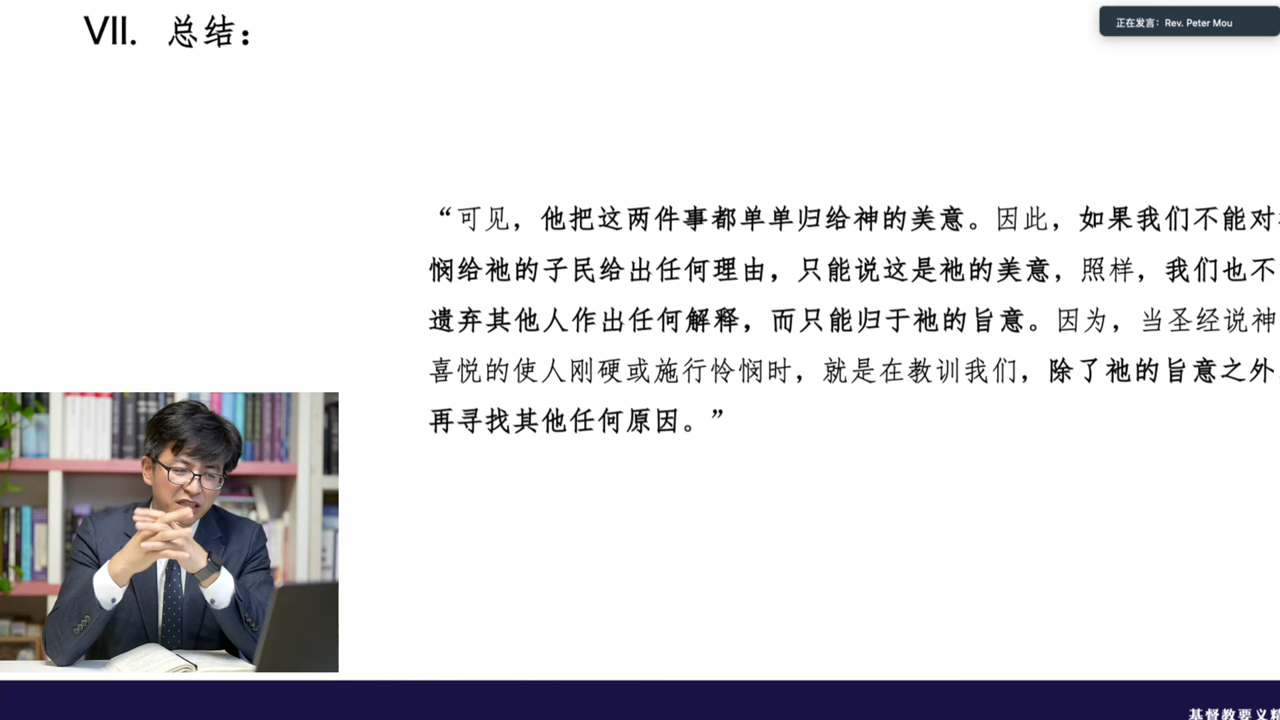 VII. 总结：
正在发言：Rev. Peter Mou
“可见，他把这两件事都单单归给神的美意。因此，如果我们不能对
悯给祂的子民给出任何理由，只能说这是祂的美意，照样，我们也不
遗弃其他人作出任何解释，而只能归于祂的旨意。因为，当圣经说神
喜悦的使人刚硬或施行怜悯时，就是在教训我们，除了祂的旨意之外
再寻找其他任何原因。”
基督教要义